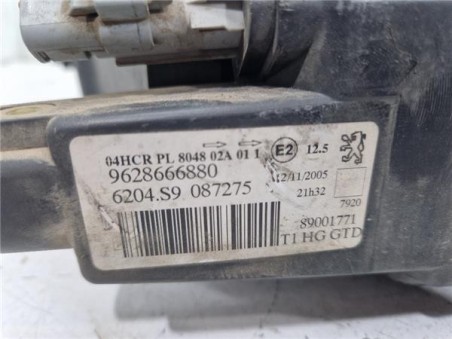 04HCR PL 8048 02A 01 1 E2 12.5
9628666880 12/11/2005
6204.S9 087275 21h32
7920
89001771
T1 HG GTD